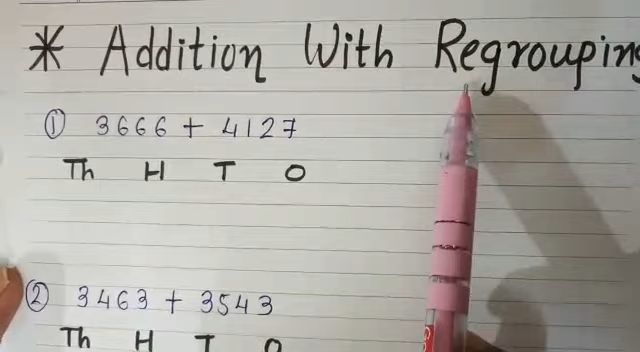 * Addition With Regrouping
① 3666 + 4127
Th H T O
② 3463 + 3543
Th H T O